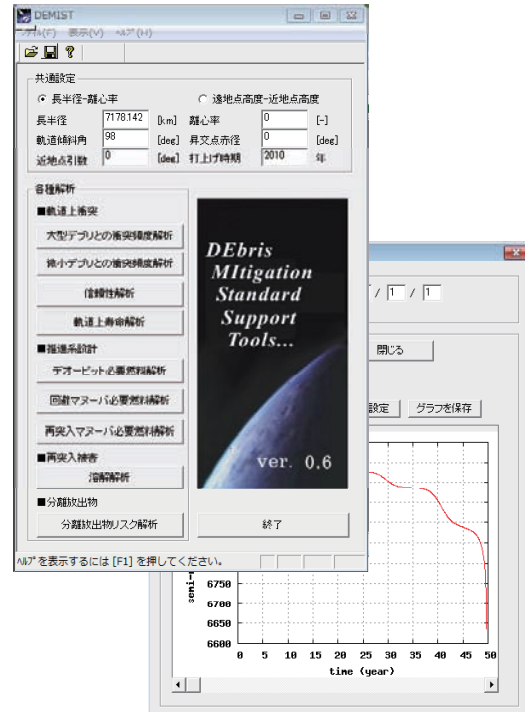 DEMIST
ﾌｧｲﾙ(F) 表示(V) ﾍﾙﾌﾟ(H)
共通設定
長半径-離心率 遠地点高度-近地点高度
長半径 7178.142 [km] 離心率 0 [-]
軌道傾斜角 98 [deg] 昇交点赤径 0 [deg]
近地点引数 0 [deg] 打上げ時期 2010 年
各種解析
■軌道上衝突
大型デブリとの衝突頻度解析
微小デブリとの衝突頻度解析
信頼性解析
軌道上寿命解析
■推進系設計
デオービット必要燃料解析
回避マヌーバ必要燃料解析
再突入マヌーバ必要燃料解析
■再突入被害
溶解解析
■分離放出物
分離放出物リスク解析
DEbris
MItigation
Standard
Support
Tools...
ver. 0.6
終了
ﾍﾙﾌﾟを表示するには [F1] を押してください。
/ 1 / 1
閉じる
設定 グラフを保存
6750
6700
6650
6600
0 5 10 15 20 25 30 35 40 45 50
time (year)